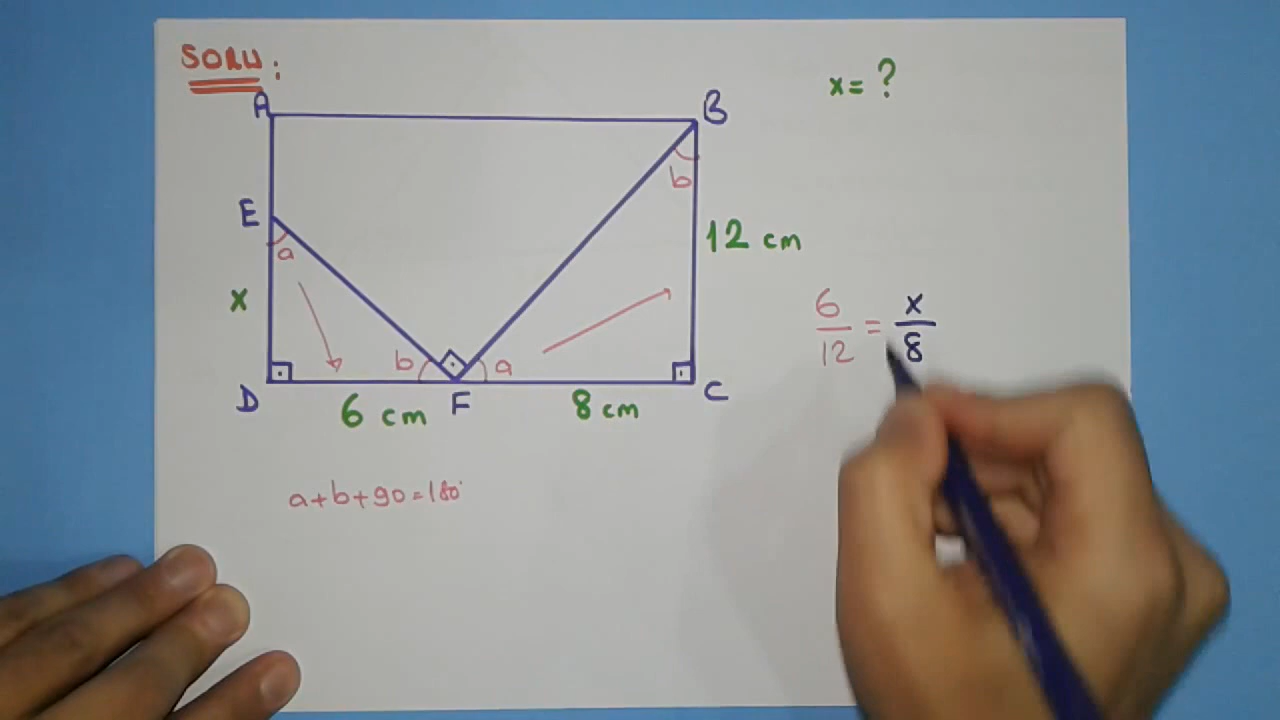 SORU:
x = ?
A
B
E
a
b
12 cm
x
6/12 = x/8
b
a
D
6 cm
F
8 cm
C
a+b+90=180°